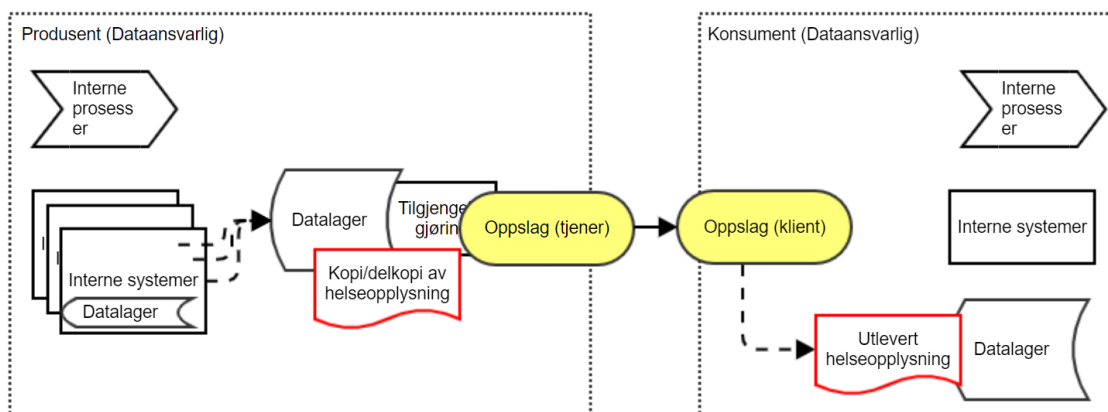 Produsent (Dataansvarlig)
Interne
prosess
er
Interne systemer
Datalager
Datalager
gjørin
Oppslag (tjener)
Kopi/delkopi av
helseopplysning
Konsument (Dataansvarlig)
Interne
prosess
er
Oppslag (klient)
Interne systemer
Utlevert
helseopplysning
Datalager